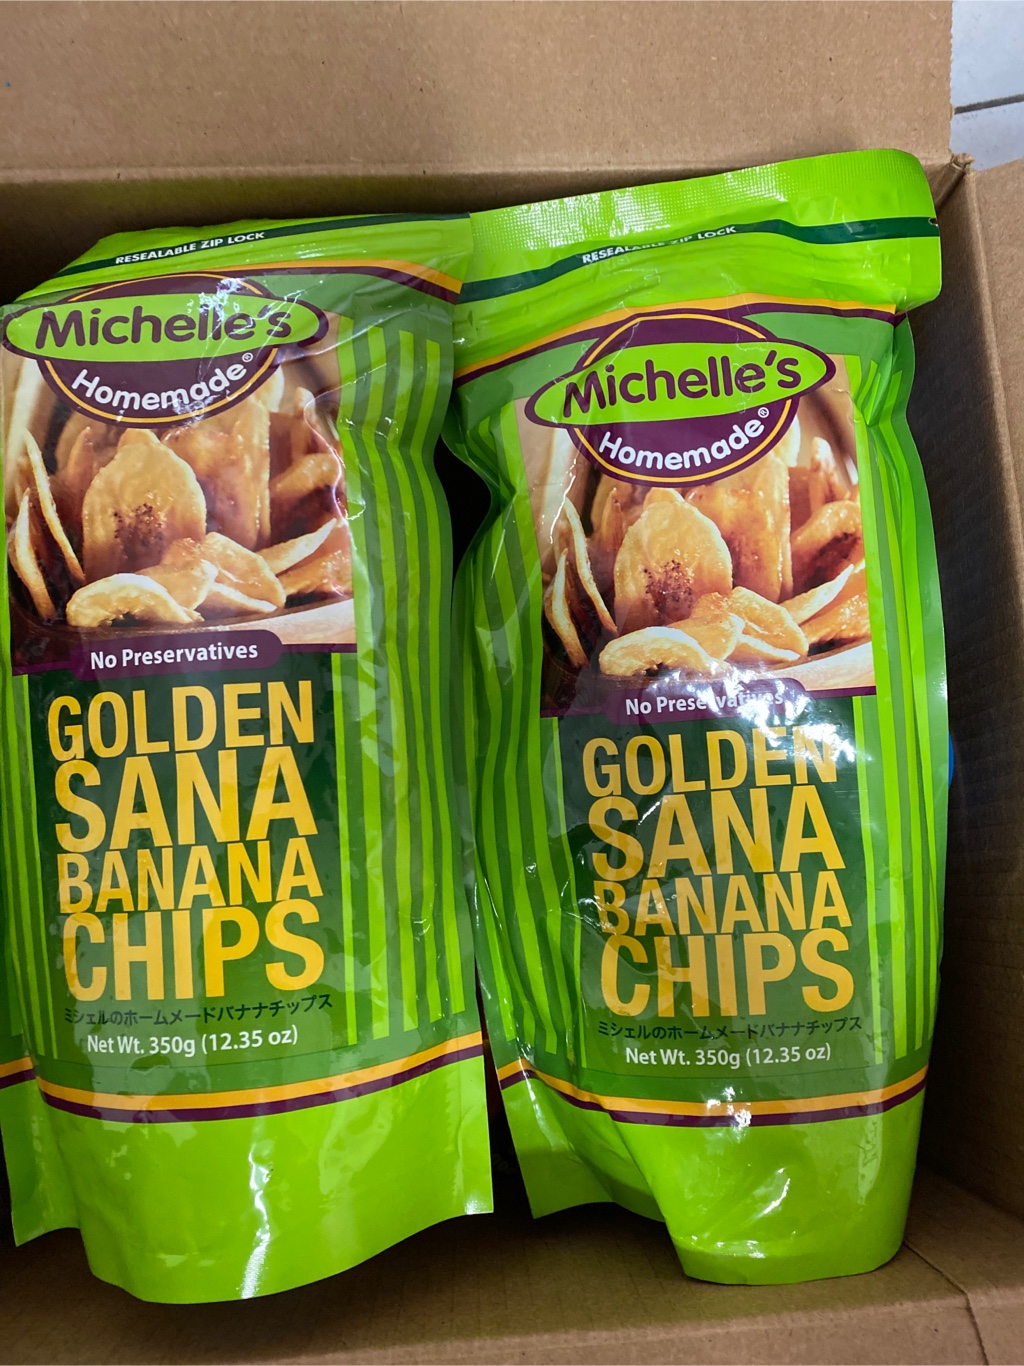 RESEALABLE ZIP LOCK
Michelle's
Homemade®
No Preservatives
GOLDEN
SANA
BANANA
CHIPS
ミシェルのホームメードバナナチップス
Net Wt. 350g (12.35 oz)
RESEALABLE ZIP LOCK
Michelle's
Homemade®
No Preservatives
GOLDEN
SANA
BANANA
CHIPS
ミシェルのホームメードバナナチップス
Net Wt. 350g (12.35 oz)